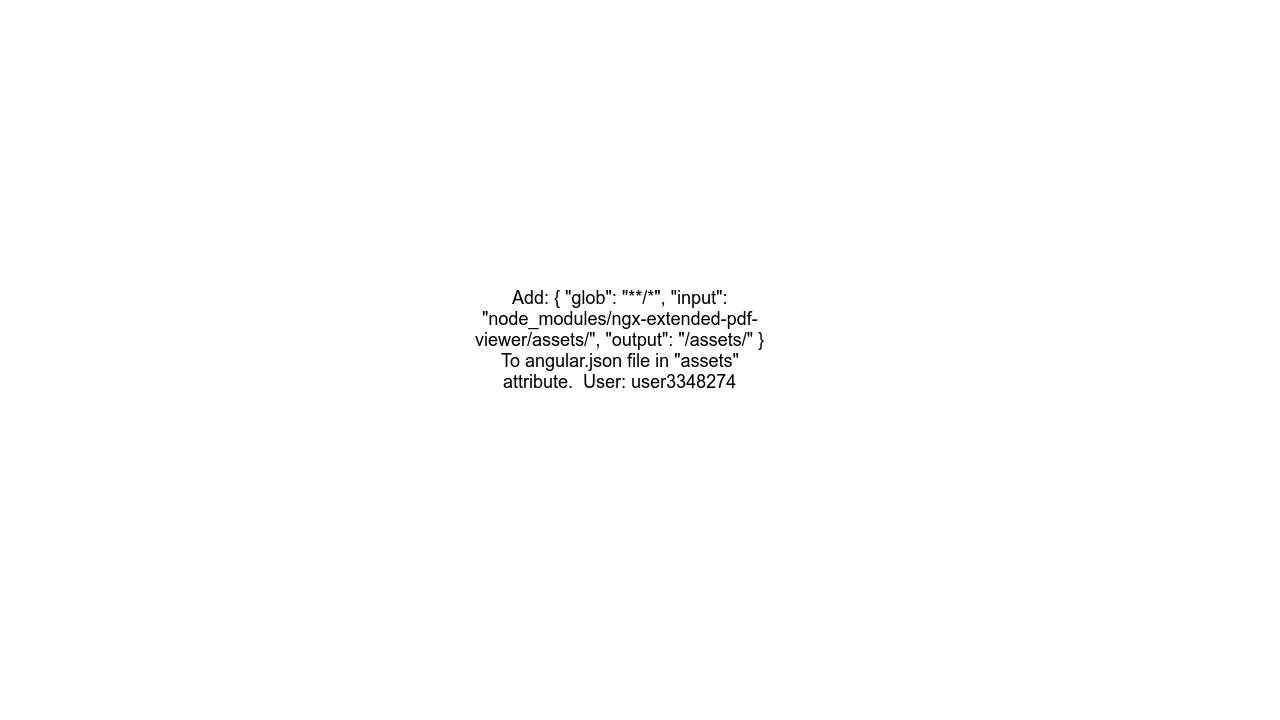 Add: { "glob": "**/*", "input":
"node_modules/ngx-extended-pdf-
viewer/assets/", "output": "/assets/" }
To angular.json file in "assets"
attribute.  User: user3348274